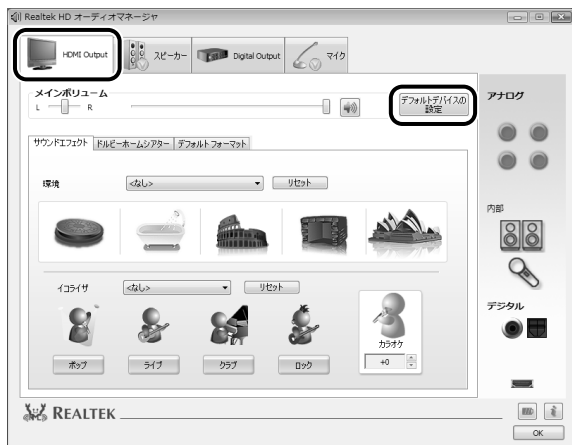 Realtek HD オーディオマネージャ
HDMI Output
スピーカー
Digital Output
マイク
メインボリューム
L R
デフォルトデバイスの
設定
サウンドエフェクト ドルビーホームシアター デフォルトフォーマット
環境 <なし> リセット
イコライザ <なし> リセット
ポップ ライブ クラブ ロック
カラオケ
+0
アナログ
内部
デジタル
REALTEK
OK